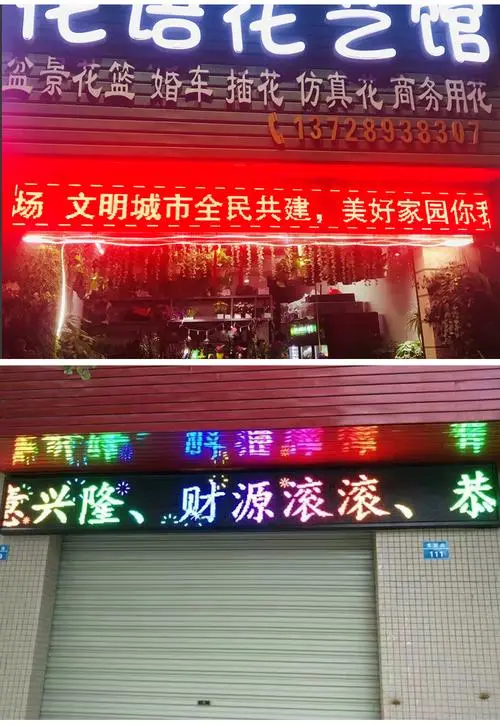 花语花艺馆
盆景花篮 婚车 插花 仿真花 商务用花
13728938307
场 文明城市全民共建，美好家园你我
意兴隆、财源滚滚、恭
111